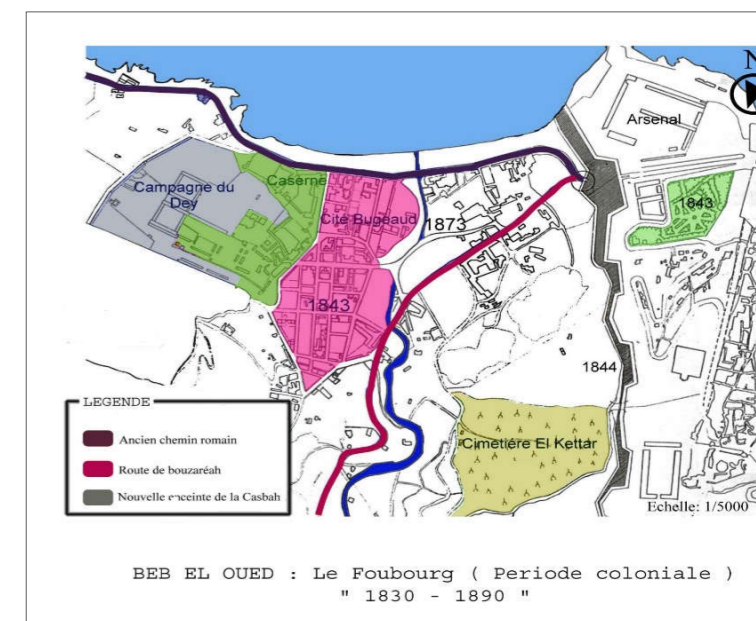 N
Arsenal
Campagne du
Dey
Caserne
Cité Bugeaud
1843
1873
1843
1844
Cimetiére El Kettar
LEGENDE
Ancien chemin romain
Route de bouzaréah
Nouvelle enceinte de la Casbah
Echelle: 1/5000
BEB EL OUED : Le Foubourg ( Periode coloniale )
" 1830 - 1890 "